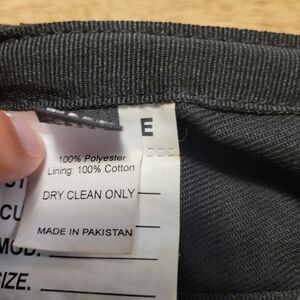 E
100% Polyester
Lining: 100% Cotton
DRY CLEAN ONLY
MADE IN PAKISTAN
MOD.
SIZE.